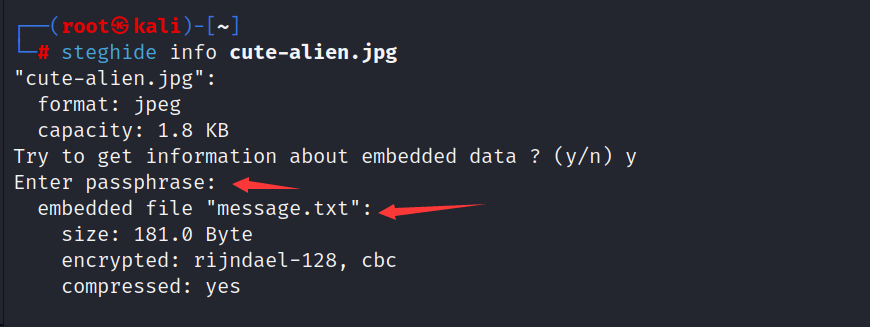 ┌──(root㉿kali)-[~]
└─# steghide info cute-alien.jpg
"cute-alien.jpg":
  format: jpeg
  capacity: 1.8 KB
Try to get information about embedded data ? (y/n) y
Enter passphrase:
  embedded file "message.txt":
    size: 181.0 Byte
    encrypted: rijndael-128, cbc
    compressed: yes